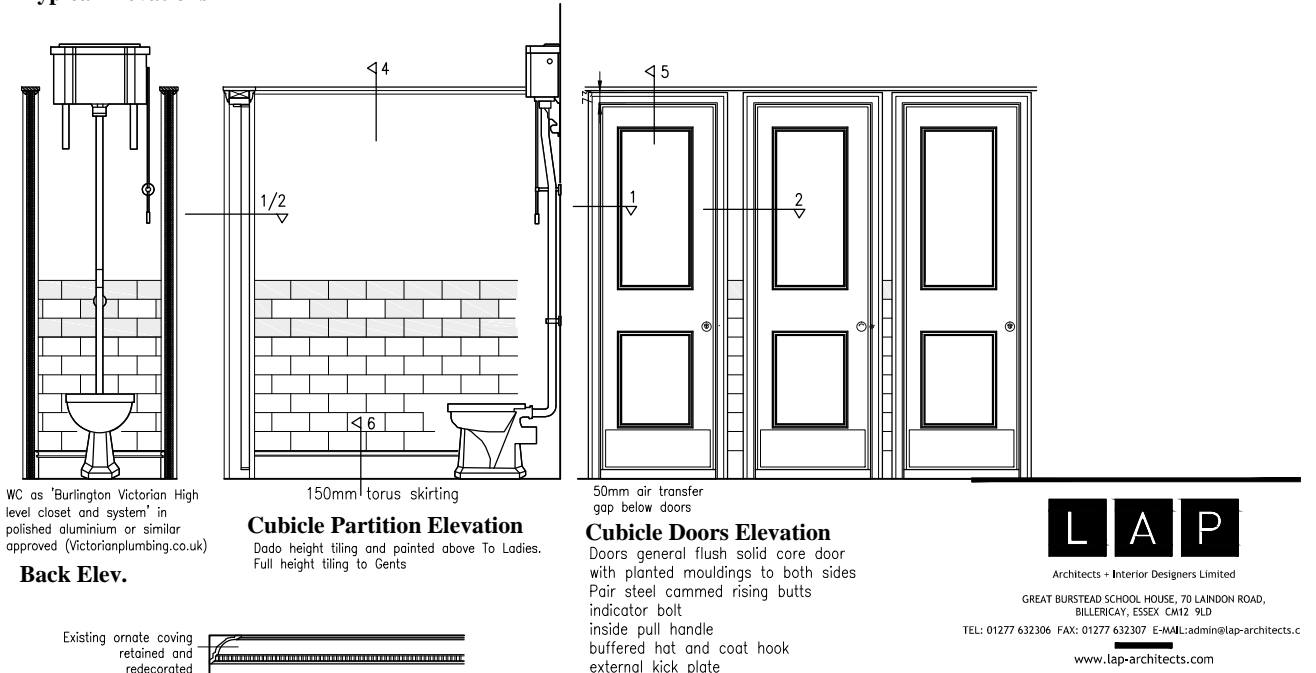 4
5
73
1/2
1
2
6
WC as 'Burlington Victorian High
level closet and system' in
polished aluminium or similar
approved (Victorianplumbing.co.uk)
Back Elev.
150mm torus skirting
Cubicle Partition Elevation
Dado height tiling and painted above To Ladies.
Full height tiling to Gents
50mm air transfer
gap below doors
Cubicle Doors Elevation
Doors general flush solid core door
with planted mouldings to both sides
Pair steel cammed rising butts
indicator bolt
inside pull handle
buffered hat and coat hook
external kick plate
Existing ornate coving
retained and
redecorated
LAP
Architects + Interior Designers Limited
GREAT BURSTEAD SCHOOL HOUSE, 70 LAINDON ROAD,
BILLERICAY, ESSEX CM12 9LD
TEL: 01277 632306 FAX: 01277 632307 E-MAIL:admin@lap-architects.c
www.lap-architects.com